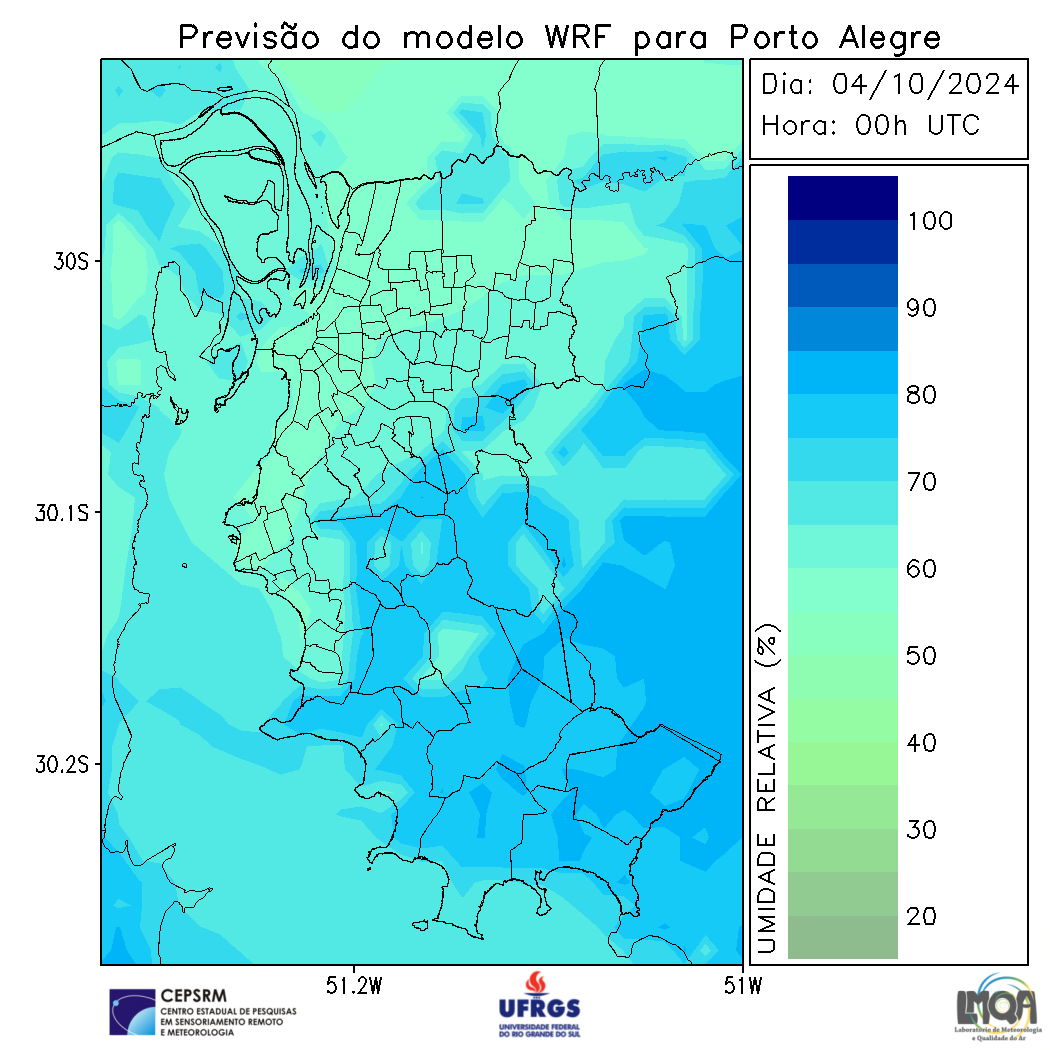 Previsão do modelo WRF para Porto Alegre
Dia: 04/10/2024
Hora: 00h UTC
30S
30.1S
30.2S
51.2W
51W
100
90
80
70
60
50
40
30
20
UMIDADE RELATIVA (%)
CEPSRM
CENTRO ESTADUAL DE PESQUISAS
EM SENSORIAMENTO REMOTO
E METEOROLOGIA
UFRGS
UNIVERSIDADE FEDERAL
DO RIO GRANDE DO SUL
LMQA
Laboratório de Meteorologia
e Qualidade do Ar